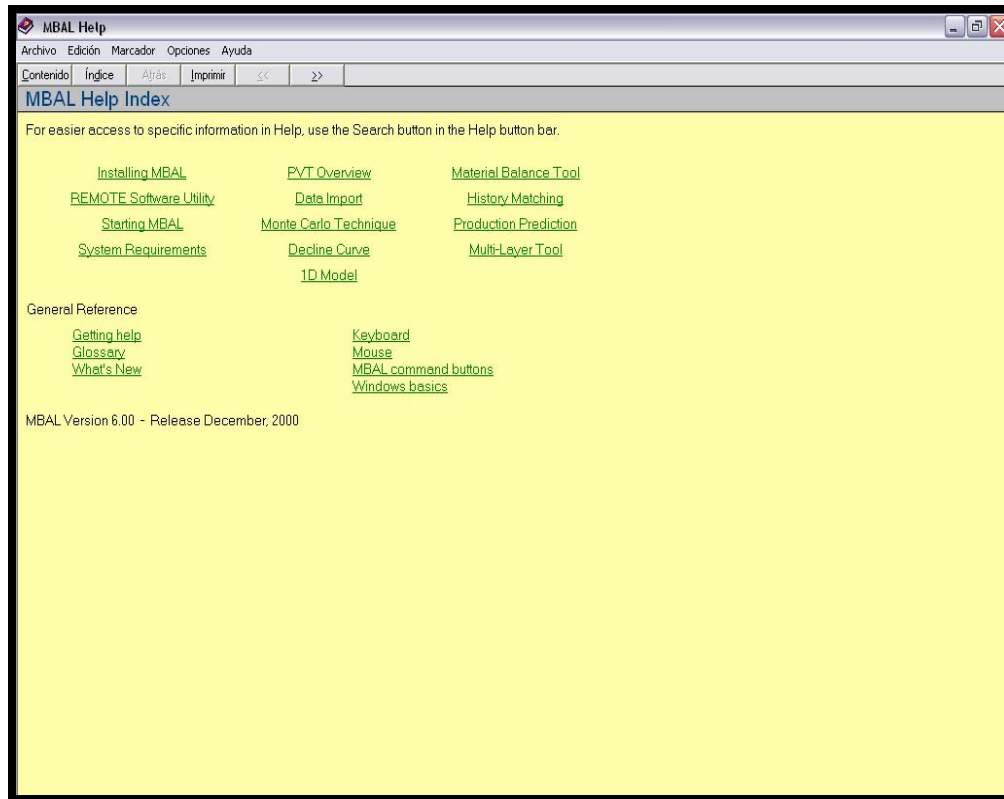 MBAL Help
Archivo Edición Marcador Opciones Ayuda
Contenido Índice Atrás Imprimir << >>
MBAL Help Index
For easier access to specific information in Help, use the Search button in the Help button bar.
Installing MBAL PVT Overview Material Balance Tool
REMOTE Software Utility Data Import History Matching
Starting MBAL Monte Carlo Technique Production Prediction
System Requirements Decline Curve Multi-Layer Tool
1D Model
General Reference
Getting help Keyboard
Glossary Mouse
What's New MBAL command buttons
Windows basics
MBAL Version 6.00 - Release December, 2000